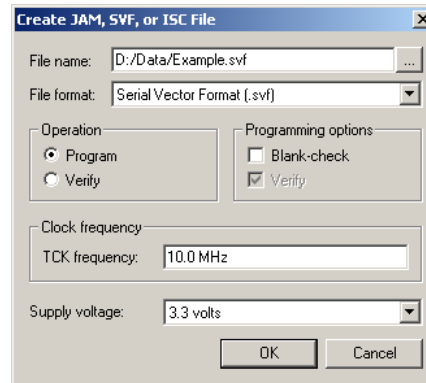 Create JAM, SVF, or ISC File
File name: D:/Data/Example.svf ...
File format: Serial Vector Format (.svf)
Operation Programming options
Program Blank-check
Verify Verify
Clock frequency
TCK frequency: 10.0 MHz
Supply voltage: 3.3 volts
OK Cancel